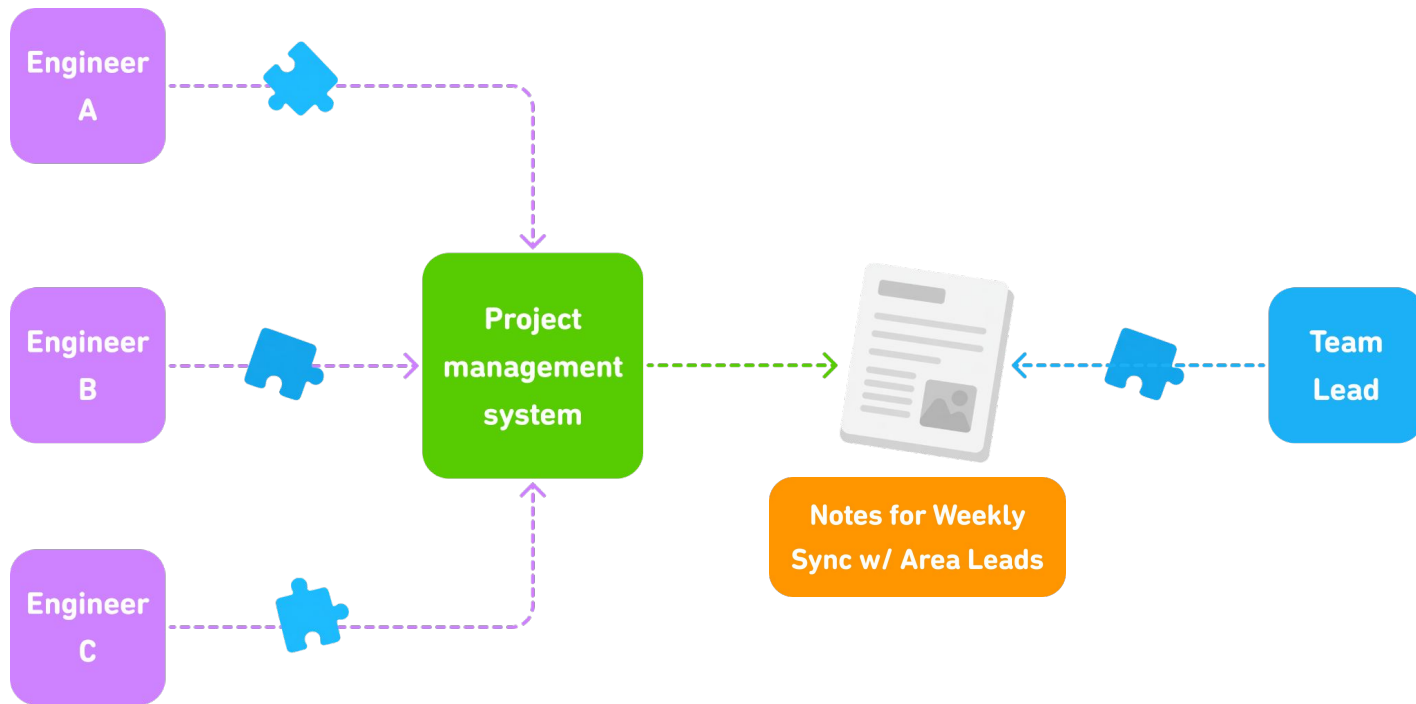 Engineer
A
Engineer
B
Project
management
system
Team
Lead
Notes for Weekly
Sync w/ Area Leads
Engineer
C